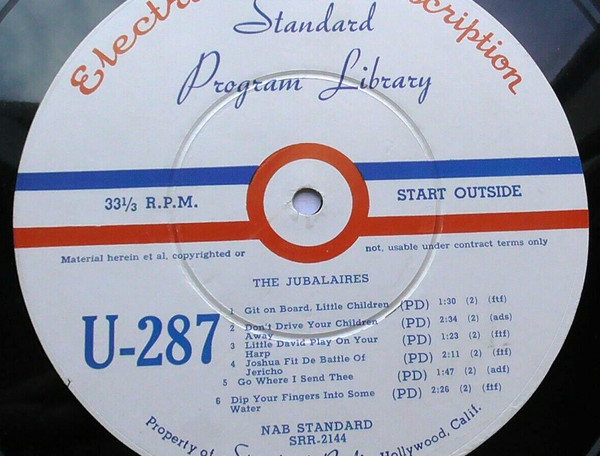 Standard
Program Library
33⅓ R.P.M.
START OUTSIDE
Material herein et al, copyrighted or not, usable under contract terms only
THE JUBALAIRES
U-287
1 Git on Board, Little Children (PD) 1:30 (2) (ftf)
2 Don't Drive Your Children (PD) 2:34 (2) (ads)
Away
3 Little David Play On Your (PD) 1:23 (2) (ftf)
Harp
4 Joshua Fit De Battle Of (PD) 2:11 (2) (ftf)
Jericho
5 Go Where I Send Thee (PD) 1:47 (2) (adf)
6 Dip Your Fingers Into Some (PD) 2:26 (2) (ftf)
Water
NAB STANDARD
SRR-2144
Property of Hollywood, Calif.